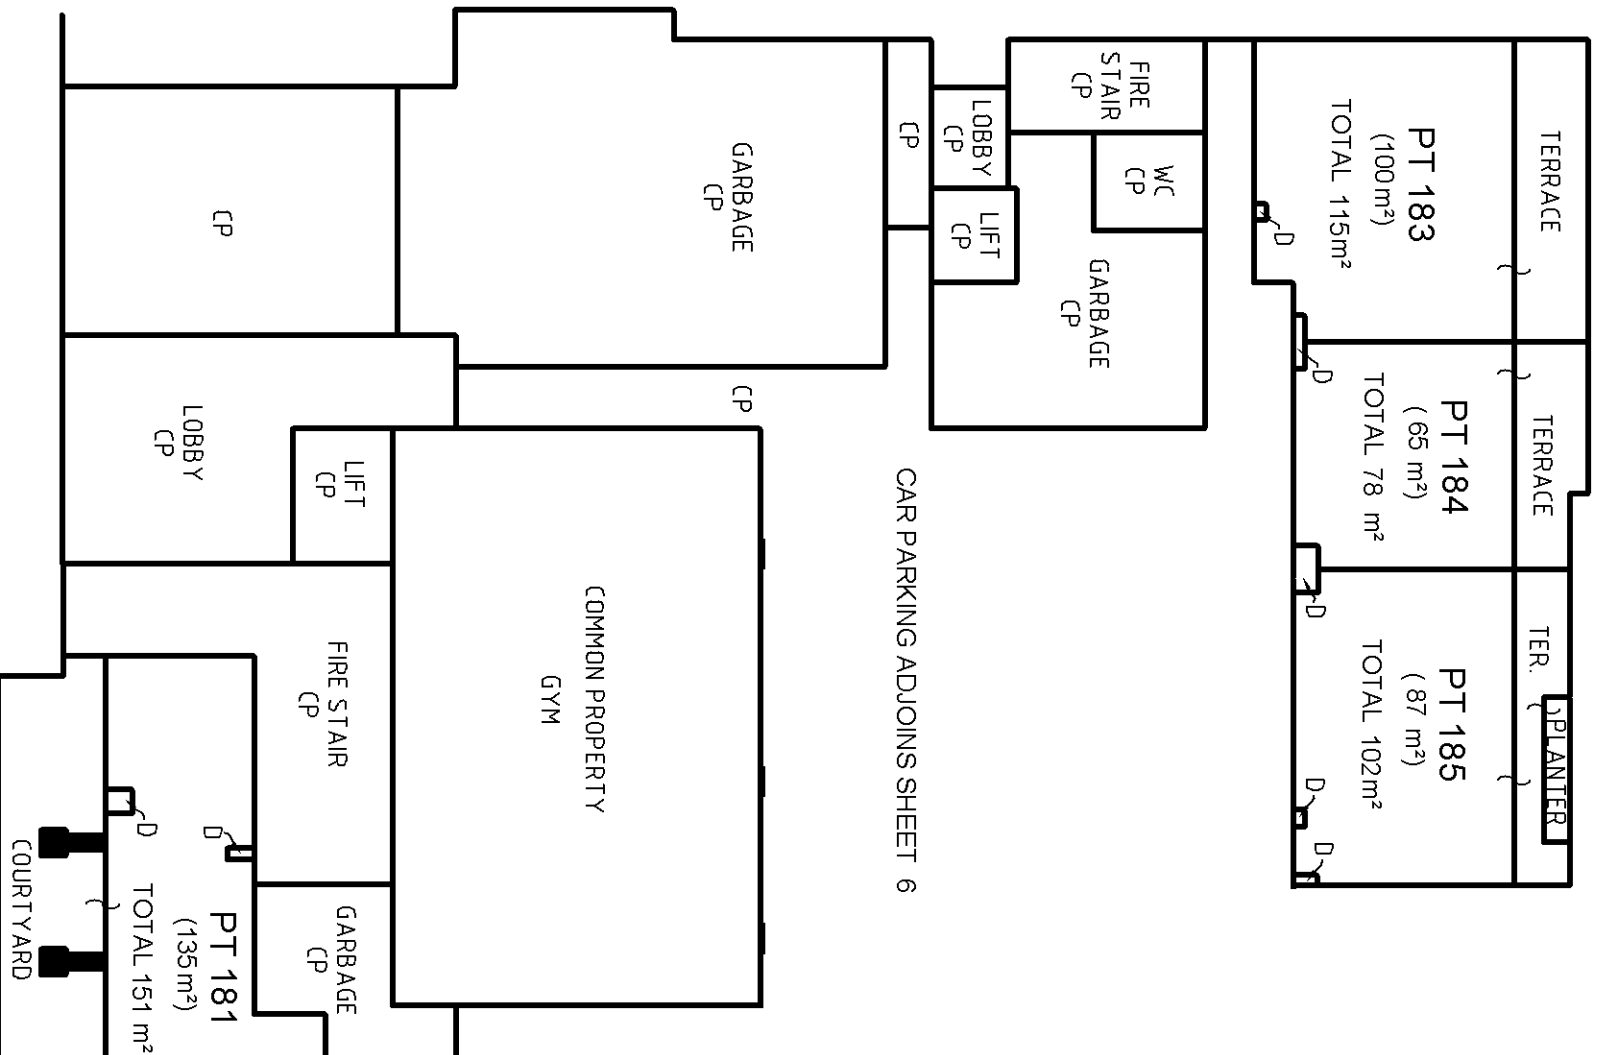 TERRACE
PT 183
(100m²)
TOTAL 115m²
D
TERRACE
PT 184
(65 m²)
TOTAL 78 m²
D
TER.
PLANTER
PT 185
(87 m²)
TOTAL 102m²
D
D
D
FIRE
STAIR
CP
WC
CP
GARBAGE
CP
LOBBY
CP
LIFT
CP
CP
CAR PARKING ADJOINS SHEET 6
GARBAGE
CP
CP
CP
LOBBY
CP
LIFT
CP
COMMON PROPERTY
GYM
FIRE STAIR
CP
GARBAGE
CP
PT 181
(135m²)
TOTAL 151 m²
D
D
COURTYARD